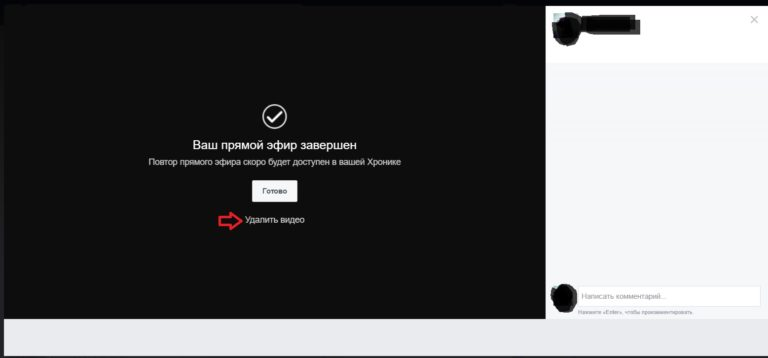 Ваш прямой эфир завершен
Повтор прямого эфира скоро будет доступен в вашей Хронике
Готово
Удалить видео
Написать комментарий...
Нажмите «Enter», чтобы прокомментировать.